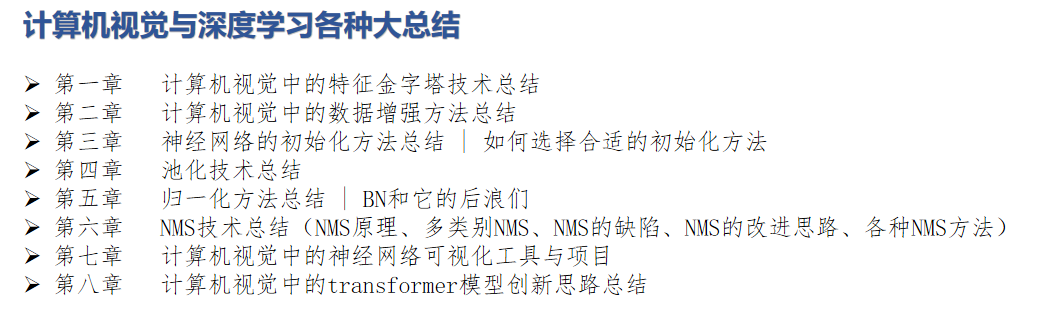 计算机视觉与深度学习各种大总结
➢ 第一章 计算机视觉中的特征金字塔技术总结
➢ 第二章 计算机视觉中的数据增强方法总结
➢ 第三章 神经网络的初始化方法总结 | 如何选择合适的初始化方法
➢ 第四章 池化技术总结
➢ 第五章 归一化方法总结 | BN和它的后浪们
➢ 第六章 NMS技术总结（NMS原理、多类别NMS、NMS的缺陷、NMS的改进思路、各种NMS方法）
➢ 第七章 计算机视觉中的神经网络可视化工具与项目
➢ 第八章 计算机视觉中的transformer模型创新思路总结